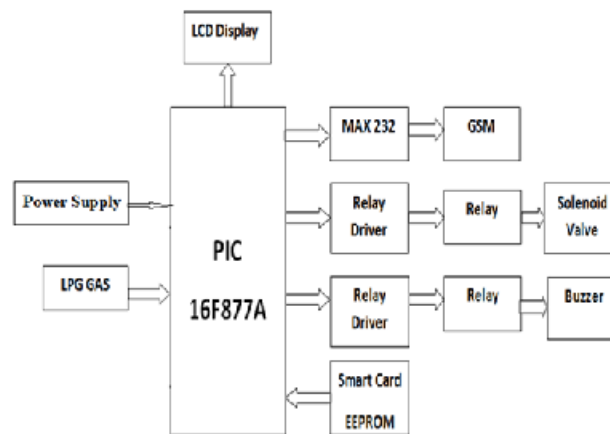 LCD Display
MAX 232
GSM
Power Supply
Relay
Driver
Relay
Solenoid
Valve
PIC
16F877A
LPG GAS
Relay
Driver
Relay
Buzzer
Smart Card
EEPROM